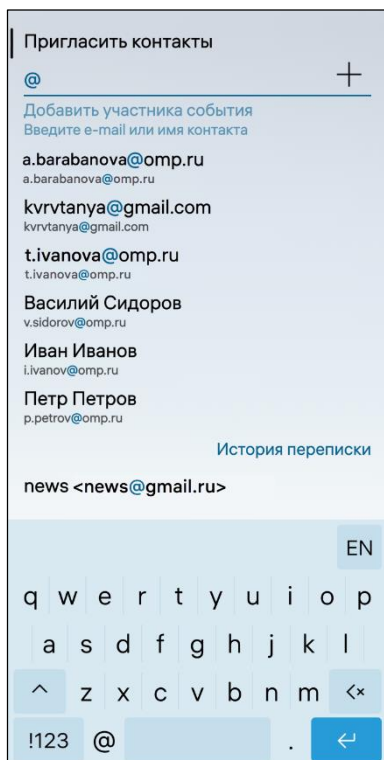 Пригласить контакты
@ +
Добавить участника события
Введите e-mail или имя контакта
a.barabanova@omp.ru
a.barabanova@omp.ru
kvrvtanya@gmail.com
kvrvtanya@gmail.com
t.ivanova@omp.ru
t.ivanova@omp.ru
Василий Сидоров
v.sidorov@omp.ru
Иван Иванов
i.ivanov@omp.ru
Петр Петров
p.petrov@omp.ru
История переписки
news <news@gmail.ru>
EN
q w e r t y u i o p
a s d f g h j k l
z x c v b n m
!123 @ .